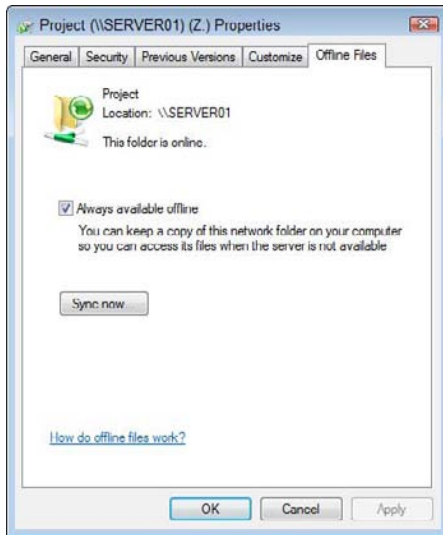 Project (\\SERVER01) (Z.) Properties
General Security Previous Versions Customize Offline Files
Project
Location: \\SERVER01
This folder is online.
Always available offline
You can keep a copy of this network folder on your computer
so you can access its files when the server is not available
Sync now...
How do offline files work?
OK Cancel Apply